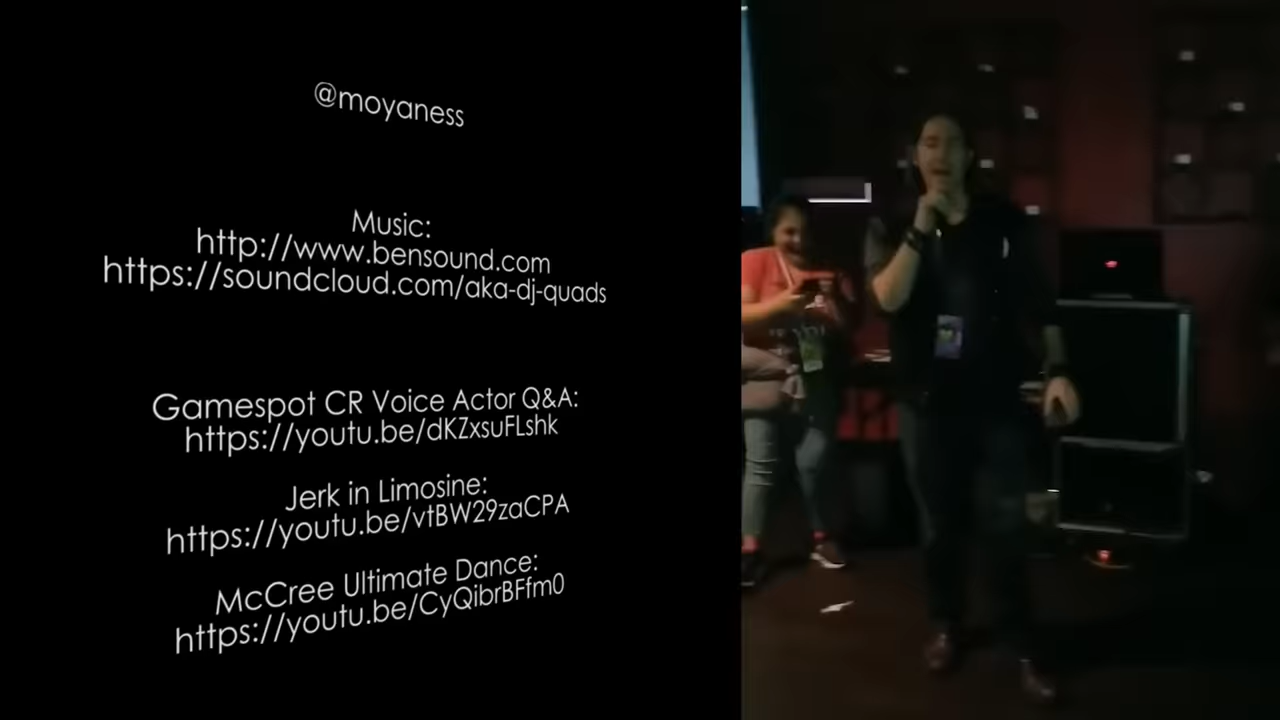 @moyaness
Music:
http://www.bensound.com
https://soundcloud.com/aka-dj-quads
Gamespot CR Voice Actor Q&A:
https://youtu.be/dKZxsuFLshk
Jerk in Limosine:
https://youtu.be/vtBW29zaCPA
McCree Ultimate Dance:
https://youtu.be/CyQibrBFfm0